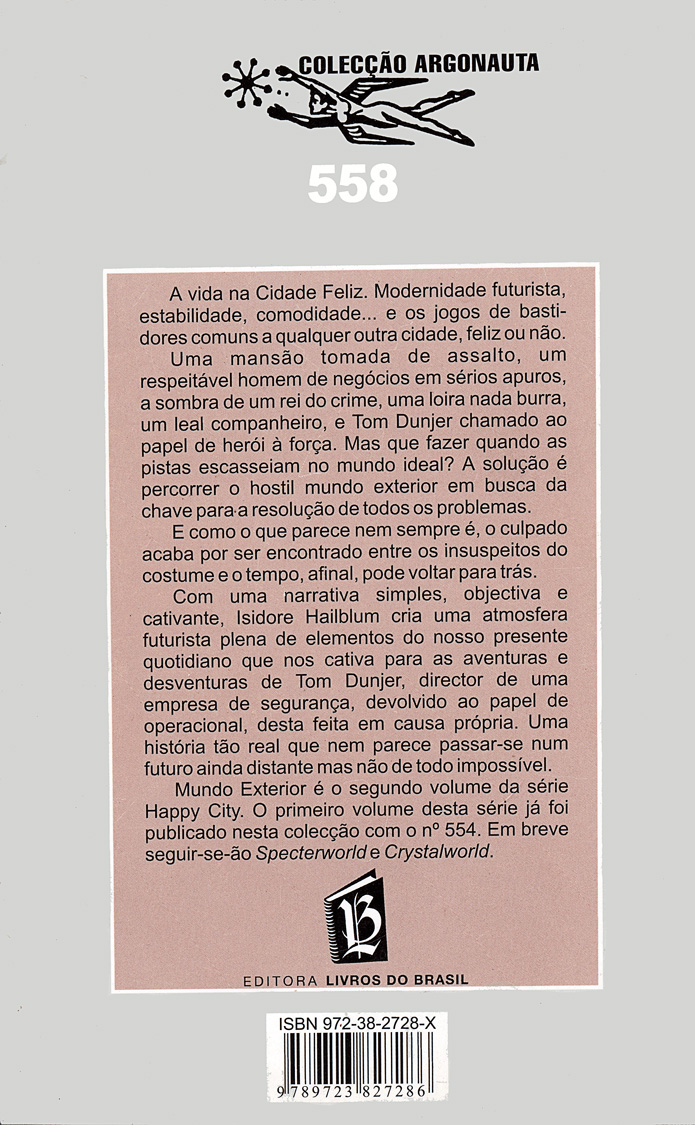 COLECÇÃO ARGONAUTA
558
A vida na Cidade Feliz. Modernidade futurista,
estabilidade, comodidade... e os jogos de basti-
dores comuns a qualquer outra cidade, feliz ou não.
Uma mansão tomada de assalto, um
respeitável homem de negócios em sérios apuros,
a sombra de um rei do crime, uma loira nada burra,
um leal companheiro, e Tom Dunjer chamado ao
papel de herói à força. Mas que fazer quando as
pistas escasseiam no mundo ideal? A solução é
percorrer o hostil mundo exterior em busca da
chave para a resolução de todos os problemas.
E como o que parece nem sempre é, o culpado
acaba por ser encontrado entre os insuspeitos do
costume e o tempo, afinal, pode voltar para trás.
Com uma narrativa simples, objectiva e
cativante, Isidore Hailblum cria uma atmosfera
futurista plena de elementos do nosso presente
quotidiano que nos cativa para as aventuras e
desventuras de Tom Dunjer, director de uma
empresa de segurança, devolvido ao papel de
operacional, desta feita em causa própria. Uma
história tão real que nem parece passar-se num
futuro ainda distante mas não de todo impossível.
Mundo Exterior é o segundo volume da série
Happy City. O primeiro volume desta série já foi
publicado nesta colecção com o nº 554. Em breve
seguir-se-ão Specterworld e Crystalworld.
LB
EDITORA LIVROS DO BRASIL
ISBN 972-38-2728-X
9 789723 827286